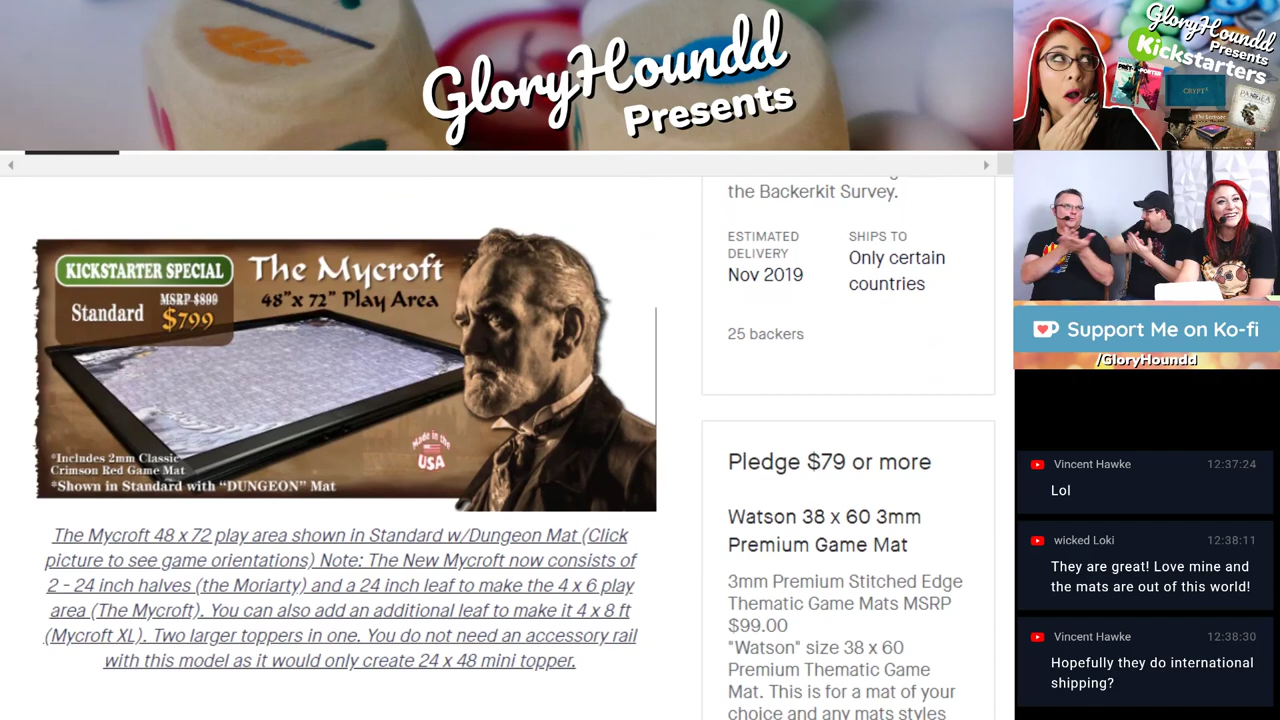 GloryHoundd
Presents
GloryHoundd
Presents
Kickstarters
CRYPT
PANGEA
the Backerkit Survey.
ESTIMATED
DELIVERY
Nov 2019
SHIPS TO
Only certain
countries
25 backers
KICKSTARTER SPECIAL
Standard
MSRP $899
$799
The Mycroft
48"x 72" Play Area
Made in the
USA
*Includes 2mm Classic
Crimson Red Game Mat
*Shown in Standard with “DUNGEON” Mat
The Mycroft 48 x 72 play area shown in Standard w/Dungeon Mat (Click
picture to see game orientations) Note: The New Mycroft now consists of
2 - 24 inch halves (the Moriarty) and a 24 inch leaf to make the 4 x 6 play
area (The Mycroft). You can also add an additional leaf to make it 4 x 8 ft
(Mycroft XL). Two larger toppers in one. You do not need an accessory rail
with this model as it would only create 24 x 48 mini topper.
Pledge $79 or more
Watson 38 x 60 3mm
Premium Game Mat
3mm Premium Stitched Edge
Thematic Game Mats MSRP
$99.00
"Watson" size 38 x 60
Premium Thematic Game
Mat. This is for a mat of your
choice and any mats styles
Support Me on Ko-fi
/GloryHoundd
Vincent Hawke 12:37:24
Lol
wicked Loki 12:38:11
They are great! Love mine and
the mats are out of this world!
Vincent Hawke 12:38:30
Hopefully they do international
shipping?